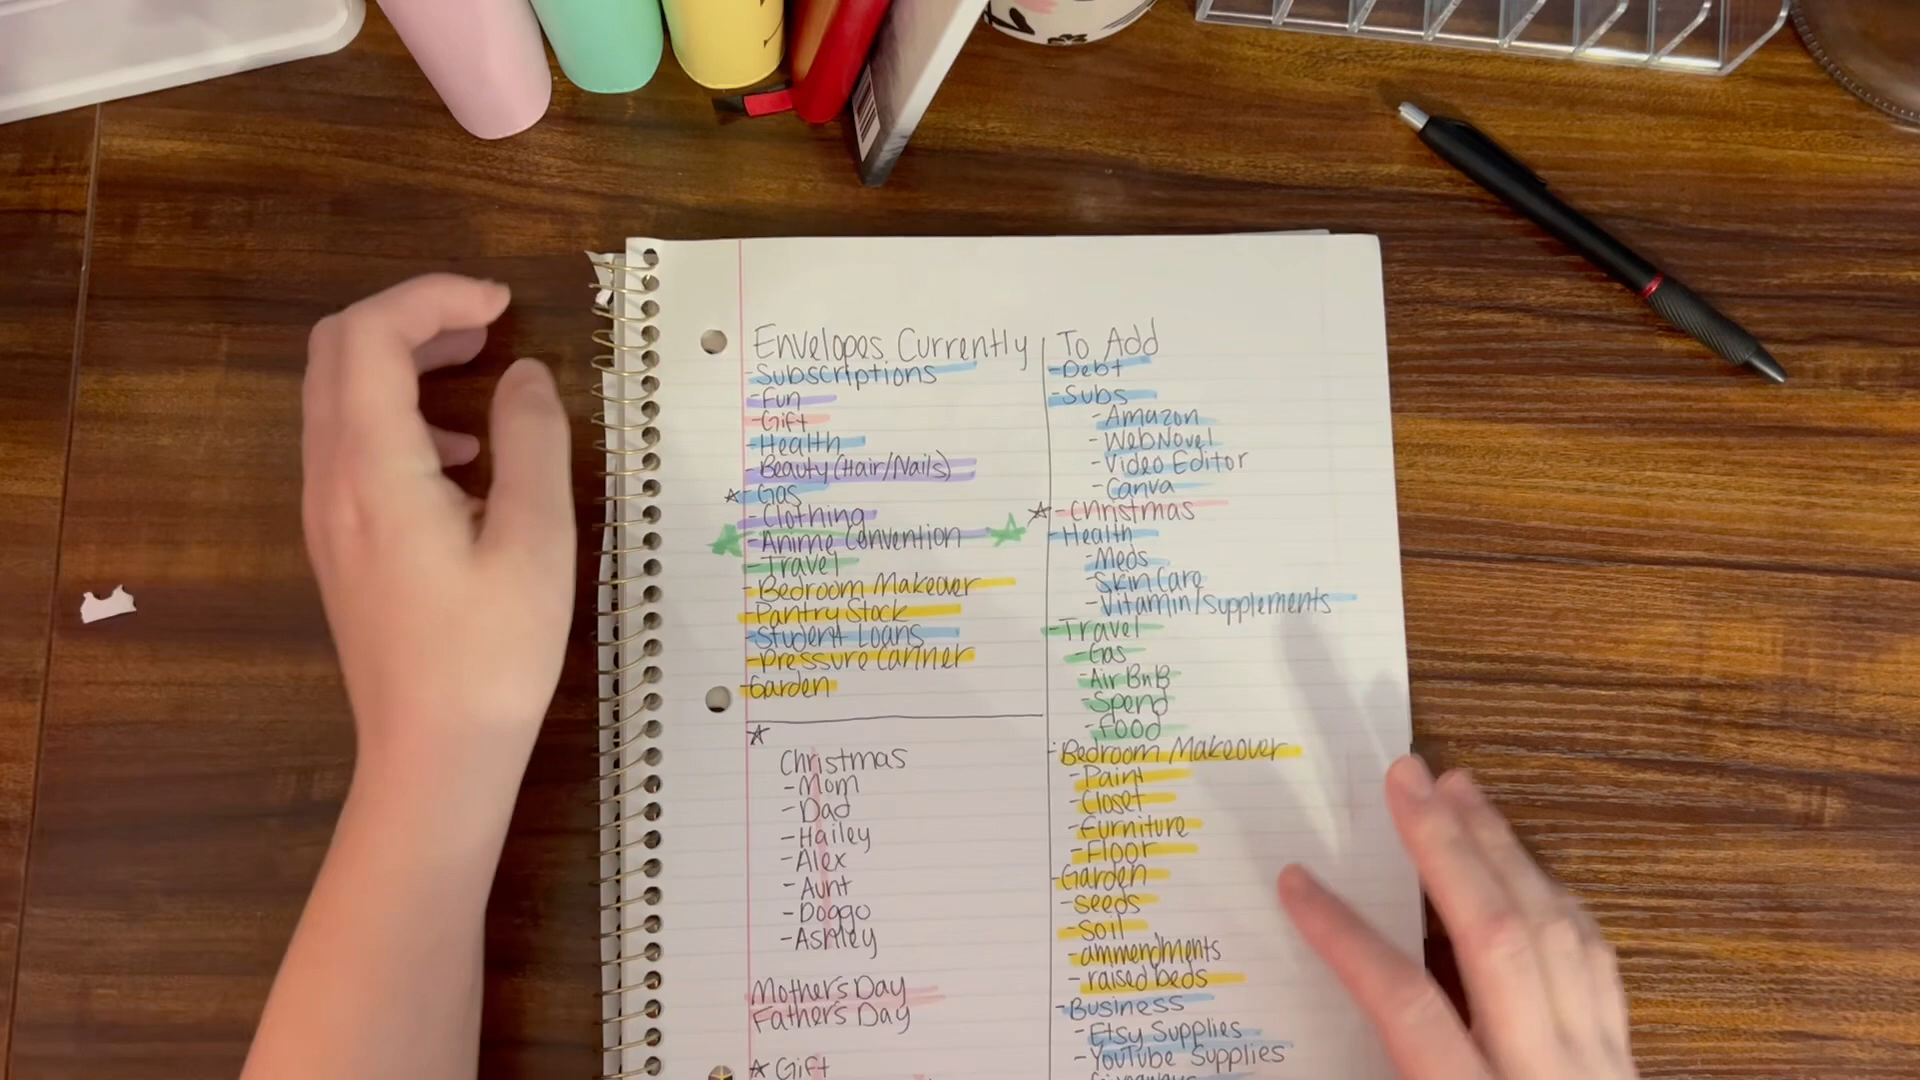 Envelopes Currently
-Subscriptions
-Fun
-Gift
-Health
-Beauty (Hair/Nails)
☆-Gas
-Clothing
-Anime Convention
-Travel
-Bedroom Makeover
-Pantry Stock
-Student Loans
-Pressure Canner
-Garden
☆
Christmas
-Mom
-Dad
-Hailey
-Alex
-Aunt
-Doggo
-Ashley
Mothers Day
Fathers Day
☆ Gift
To Add
-Debt
-Subs
-Amazon
-WebNovel
-Video Editor
-Canva
☆-Christmas
-Health
-Meds
-Skin Care
-Vitamin/Supplements
-Travel
-Gas
-Air BnB
-Spend
-Food
-Bedroom Makeover
-Paint
-Closet
-Furniture
-Floor
-Garden
-Seeds
-Soil
-ammendments
-raised beds
-Business
-Etsy Supplies
-YouTube Supplies